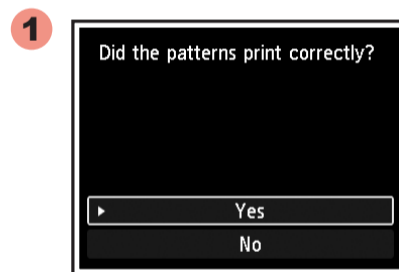 1
Did the patterns print correctly?
Yes
No